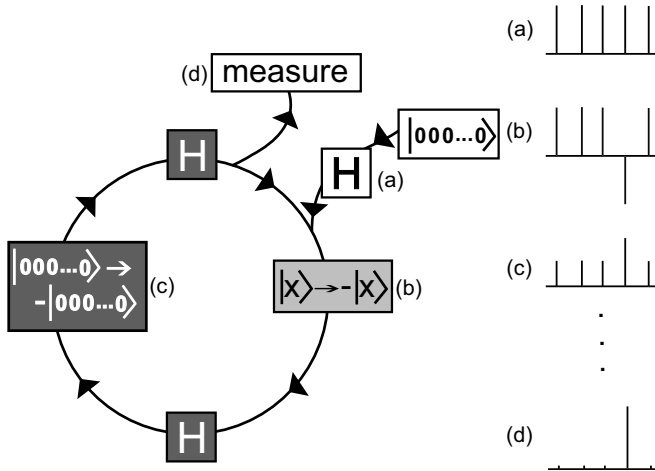 (a)
(d) measure
|000...0⟩
(b)
H
H
(a)
|000...0⟩ →
-|000...0⟩
(c)
|x⟩→-|x⟩
(b)
(c)
.
.
.
H
(d)